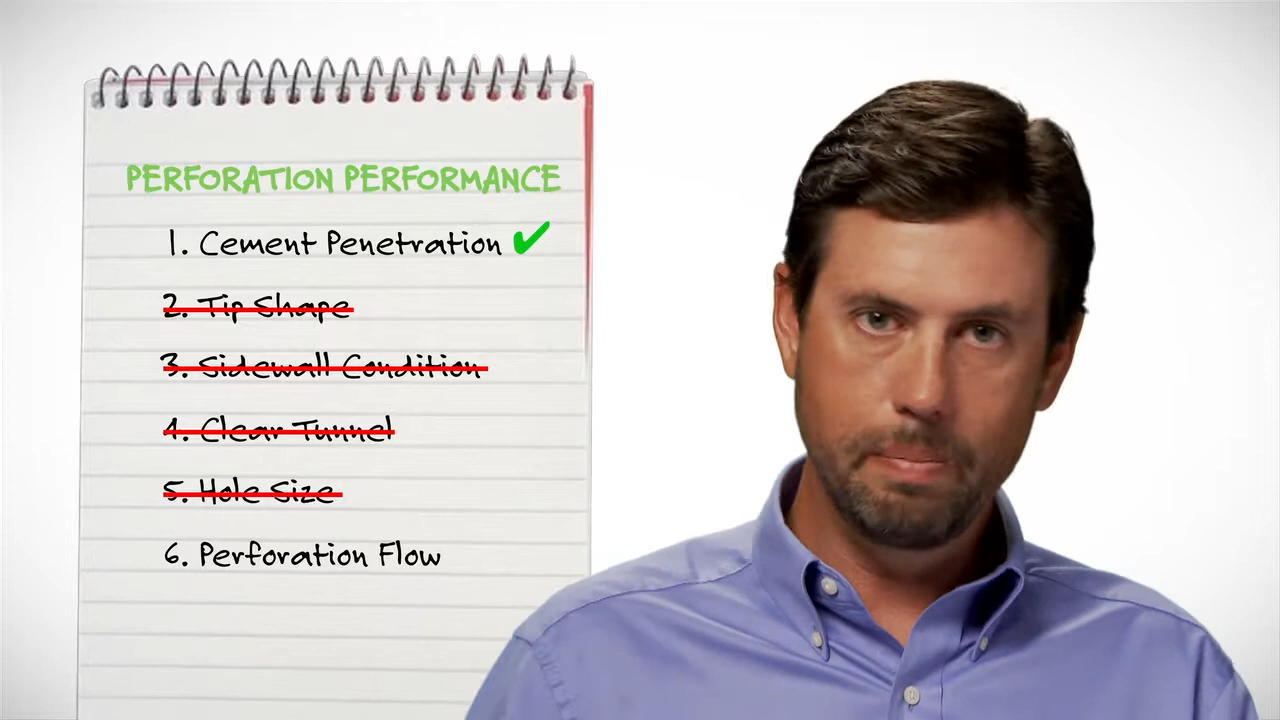 PERFORATION PERFORMANCE
1. Cement Penetration ✔
2. Tip Shape
3. Sidewall Condition
4. Clear Tunnel
5. Hole Size
6. Perforation Flow